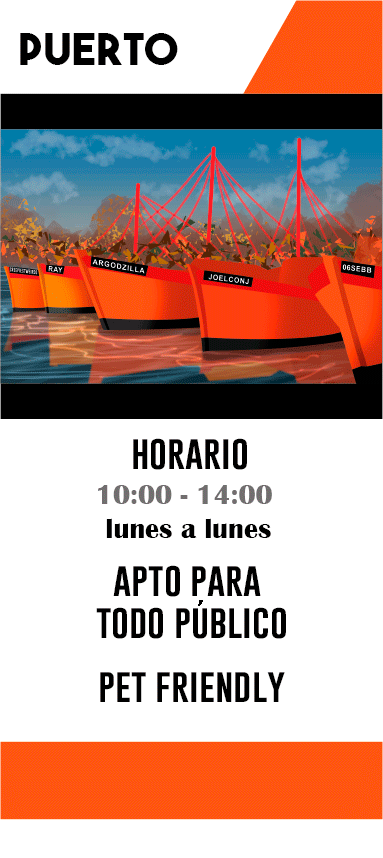 PUERTO
RAY
ARGODZILLA
JOELCONJ
06SEBB
HORARIO
10:00 - 14:00
lunes a lunes
APTO PARA
TODO PÚBLICO
PET FRIENDLY